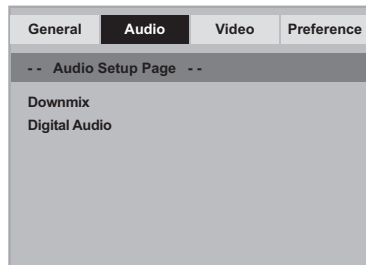 General Audio Video Preference
- - Audio Setup Page - -
Downmix
Digital Audio